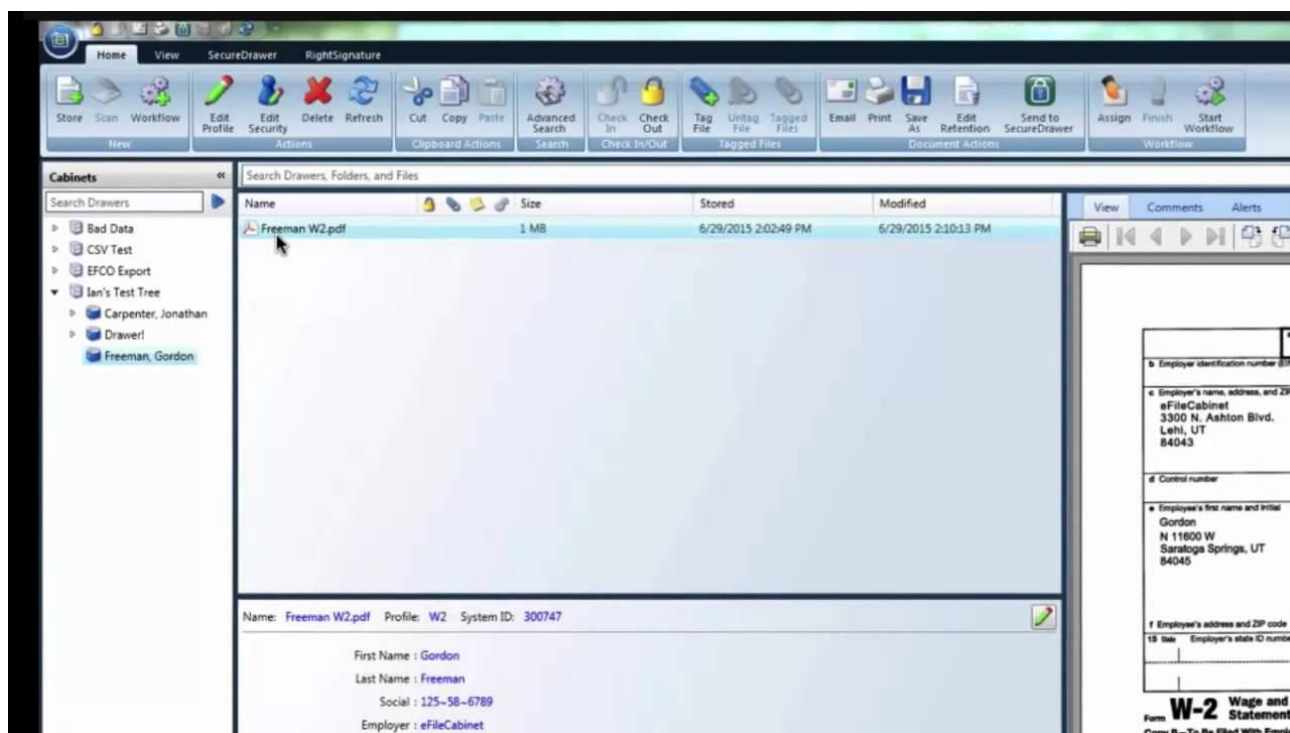 Home View SecureDrawer RightSignature
Store Scan Workflow Edit Profile Edit Security Delete Refresh Cut Copy Paste Advanced Search Check In Check Out Tag File Untag File Tagged Files Email Print Save As Edit Retention Send to SecureDrawer Assign Finish Start Workflow
New Actions Clipboard Actions Search Check In/Out Tagged Files Document Actions Workflow
Cabinets
Search Drawers
Bad Data
CSV Test
EFCO Export
Ian's Test Tree
Carpenter, Jonathan
Drawer!
Freeman, Gordon
Search Drawers, Folders, and Files
Name Size Stored Modified
Freeman W2.pdf 1 MB 6/29/2015 2:02:49 PM 6/29/2015 2:10:13 PM
Name: Freeman W2.pdf Profile: W2 System ID: 300747
First Name : Gordon
Last Name : Freeman
Social : 125-58-6789
Employer : eFileCabinet
View Comments Alerts
b Employer identification number
c Employer's name, address, and
eFileCabinet
3300 N. Ashton Blvd.
Lehi, UT
84043
d Control number
e Employee's first name and initial
Gordon
N 11600 W
Saratoga Springs, UT
84045
f Employee's address and ZIP code
15 State Employer's state ID
Form W-2 Wage and
Statement
Copy B—To Be Filed With